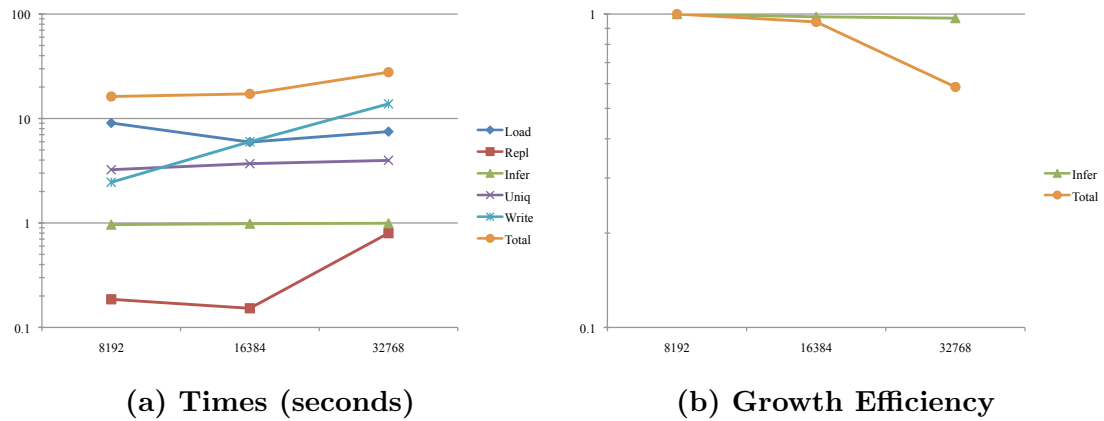 100
10
1
0.1
8192
16384
32768
Load
Repl
Infer
Uniq
Write
Total
(a) Times (seconds)
1
0.1
8192
16384
32768
Infer
Total
(b) Growth Efficiency